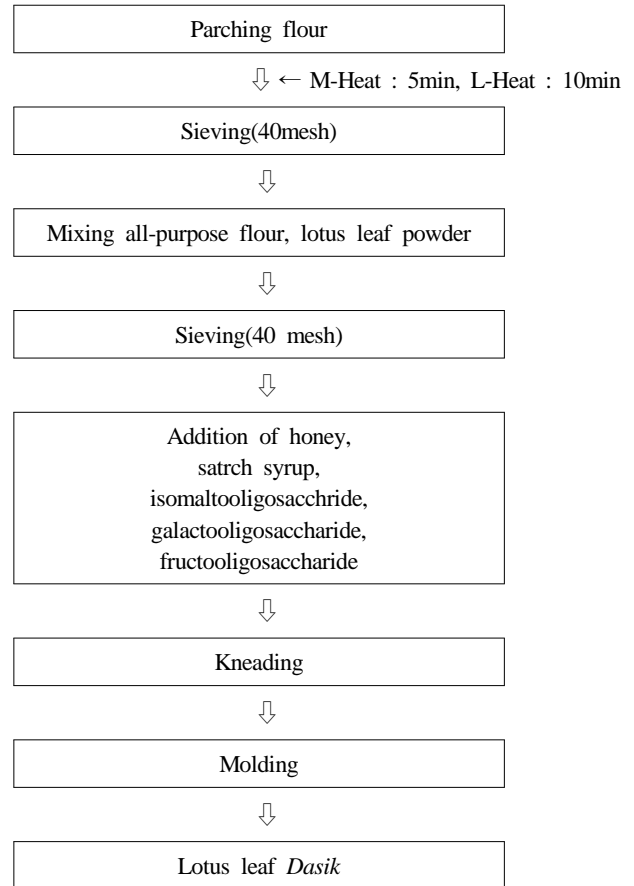 Parching flour
⇩ ← M-Heat : 5min, L-Heat : 10min
Sieving(40mesh)
⇩
Mixing all-purpose flour, lotus leaf powder
⇩
Sieving(40 mesh)
⇩
Addition of honey,
satrch syrup,
isomaltooligosacchride,
galactooligosaccharide,
fructooligosaccharide
⇩
Kneading
⇩
Molding
⇩
Lotus leaf Dasik